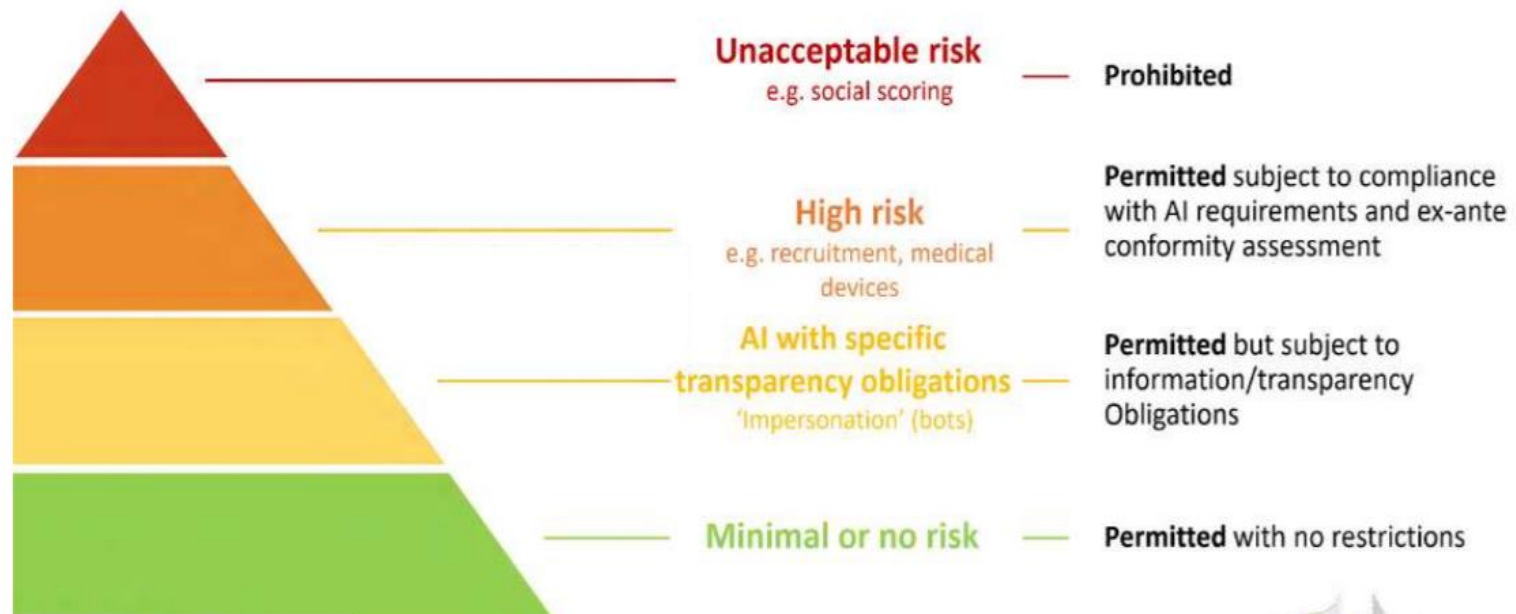 Unacceptable risk
e.g. social scoring
Prohibited
High risk
e.g. recruitment, medical
devices
Permitted subject to compliance
with AI requirements and ex-ante
conformity assessment
AI with specific
transparency obligations
'Impersonation' (bots)
Permitted but subject to
information/transparency
Obligations
Minimal or no risk
Permitted with no restrictions